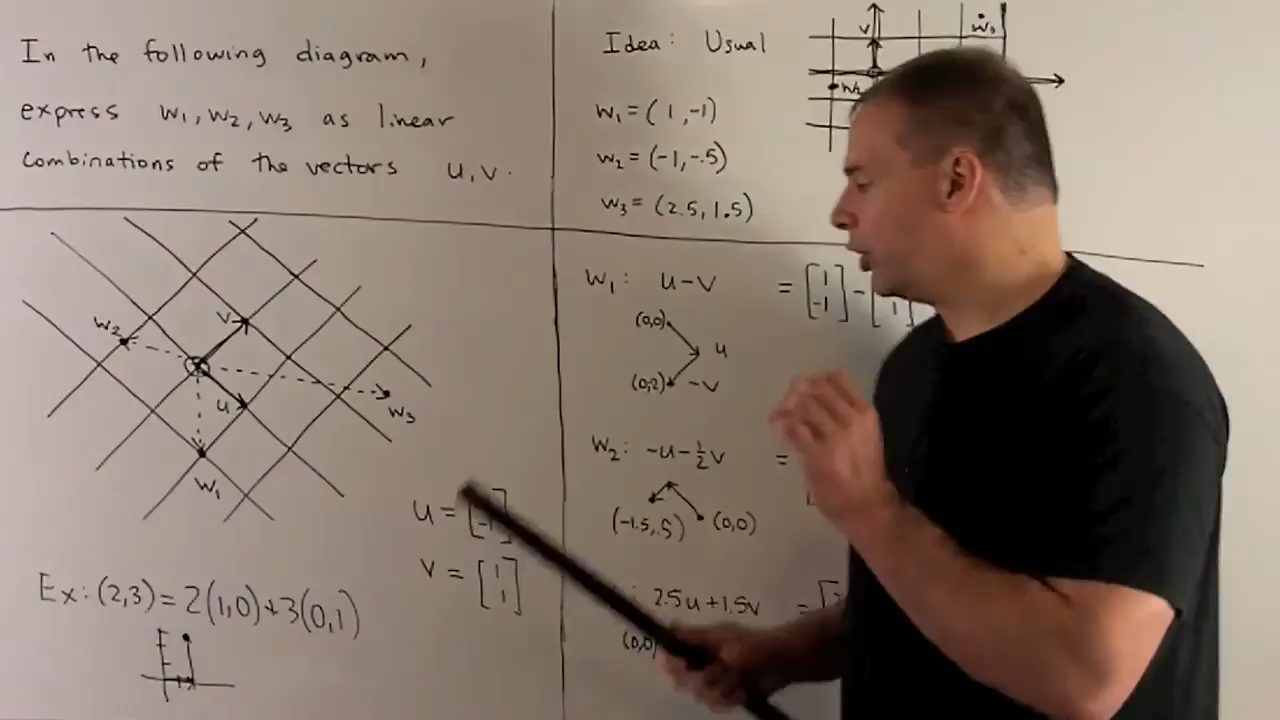 In the following diagram,
express w₁, w₂, w₃ as linear
combinations of the vectors u, v.
w₂
v
u
w₃
w₁
u = [ -1
v = [1 1]
Ex: (2,3) = 2(1,0) + 3(0,1)
Idea: Usual
v
w₃
w₂
w₁ = (1, -1)
w₂ = (-1, -.5)
w₃ = (2.5, 1.5)
w₁: u - v = [1 -1] - [ 1
(0,0)
u
(0,2) -v
w₂: -u - ½v =
(-1.5, .5) (0,0)
: 2.5u + 1.5v = [
(0,0)